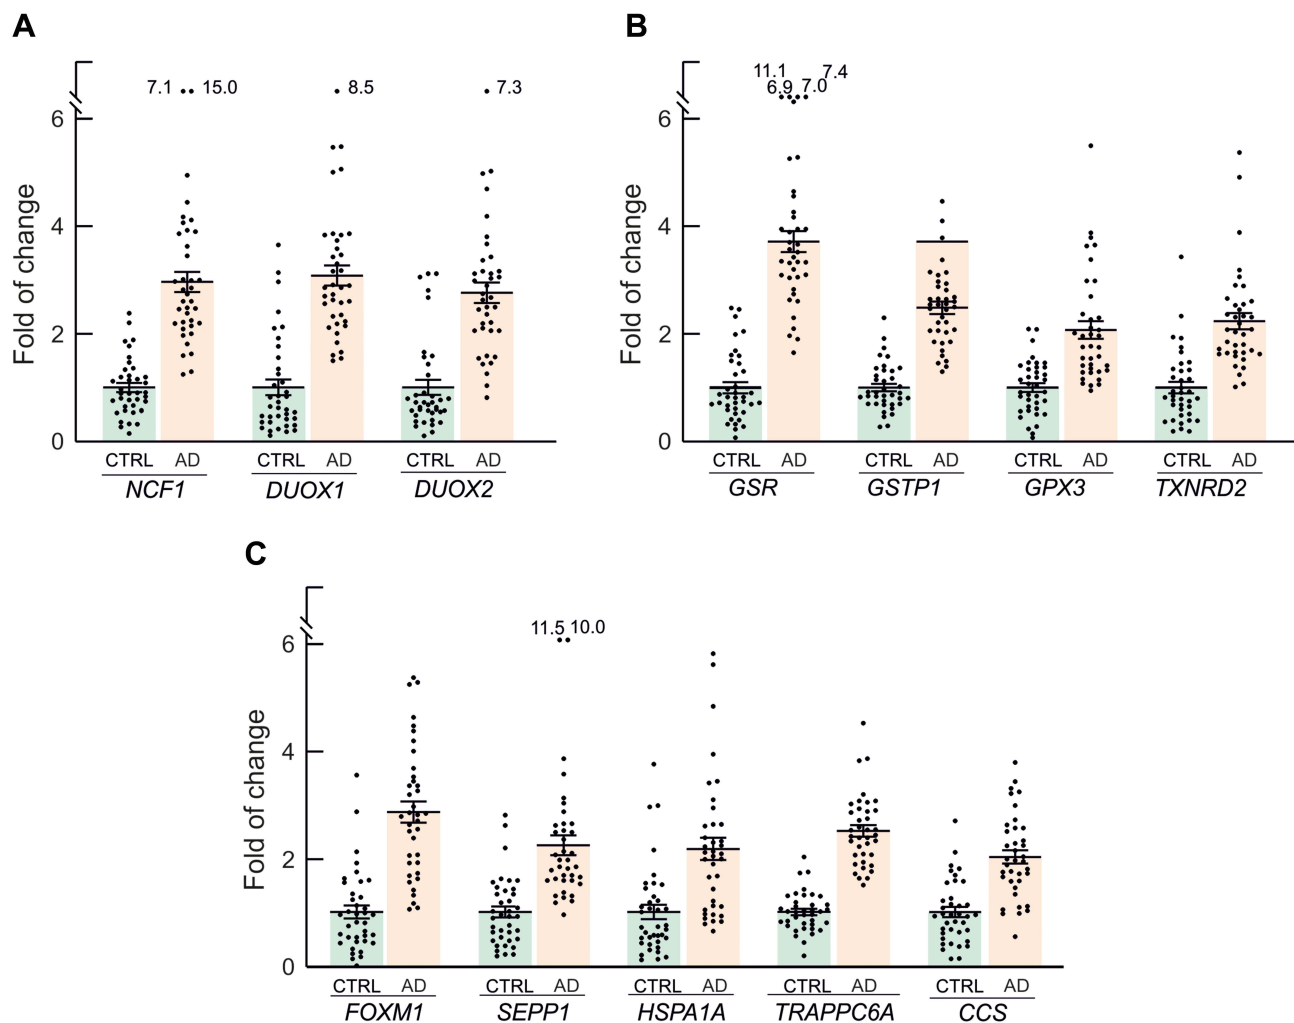 A
7.1 15.0 8.5 7.3
6
4
2
0
Fold of change
CTRL AD CTRL AD CTRL AD
NCF1 DUOX1 DUOX2
B
11.1 7.4
6.9 7.0
6
4
2
0
Fold of change
CTRL AD CTRL AD CTRL AD CTRL AD
GSR GSTP1 GPX3 TXNRD2
C
11.5 10.0
6
4
2
0
Fold of change
CTRL AD CTRL AD CTRL AD CTRL AD CTRL AD
FOXM1 SEPP1 HSPA1A TRAPPC6A CCS